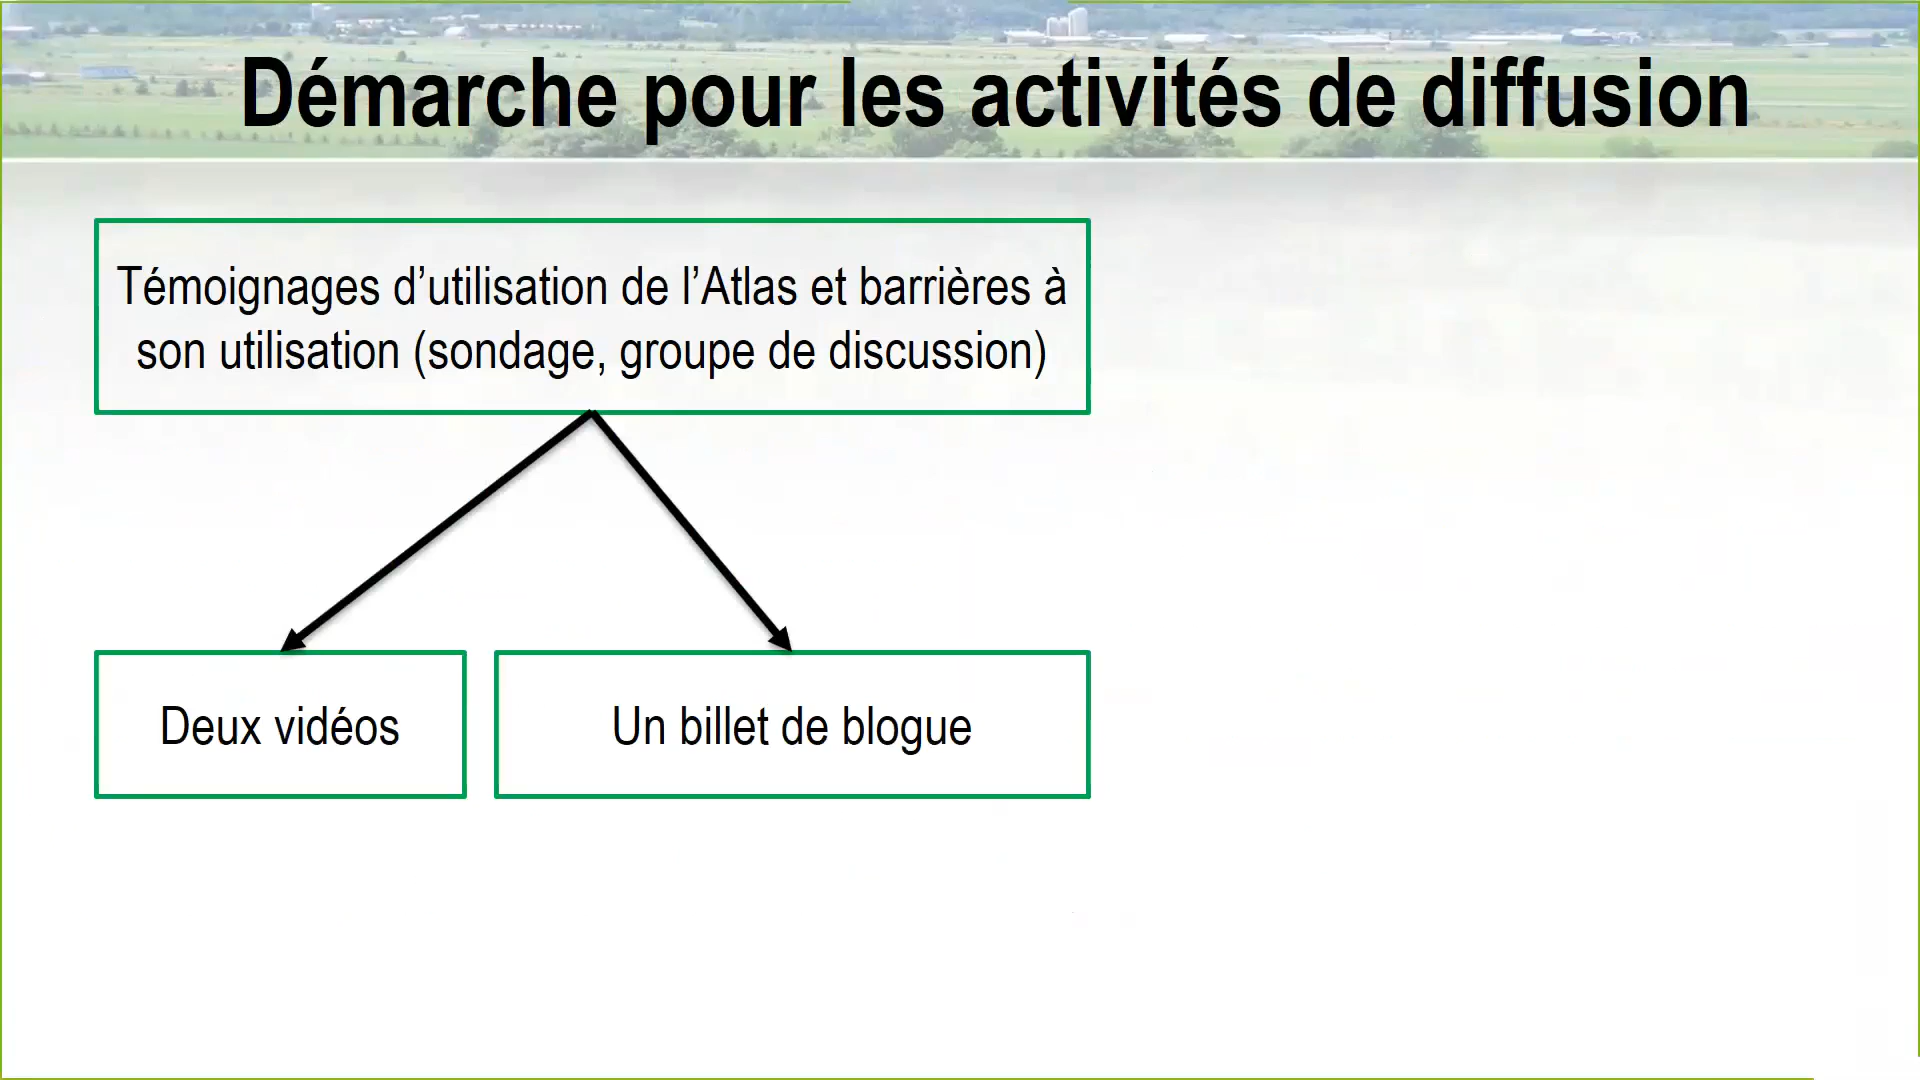 Démarche pour les activités de diffusion
Témoignages d’utilisation de l’Atlas et barrières à
son utilisation (sondage, groupe de discussion)
Deux vidéos
Un billet de blogue